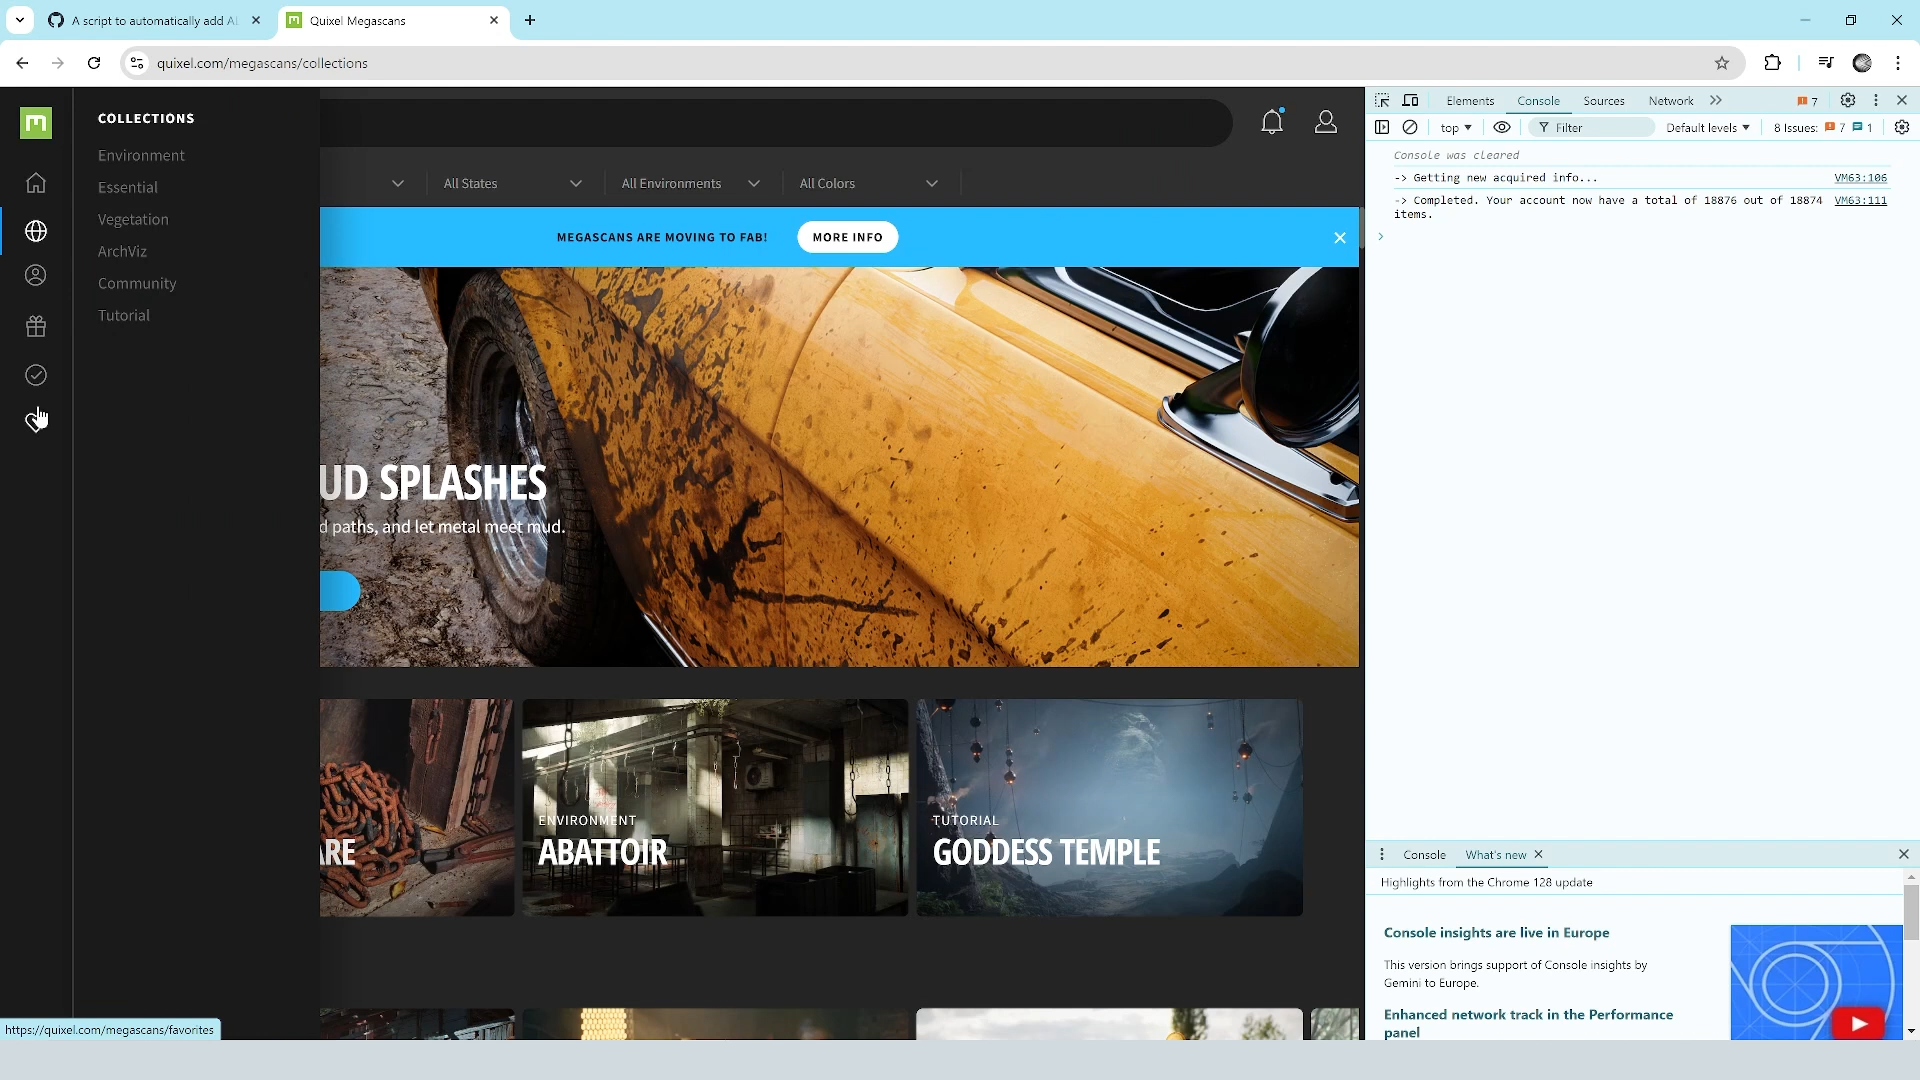 A script to automatically add
Quixel Megascans
quixel.com/megascans/collections
COLLECTIONS
Environment
Essential
Vegetation
ArchViz
Community
Tutorial
All States
All Environments
All Colors
MEGASCANS ARE MOVING TO FAB!
MORE INFO
UD SPLASHES
d paths, and let metal meet mud.
ARE
ENVIRONMENT
ABATTOIR
TUTORIAL
GODDESS TEMPLE
https://quixel.com/megascans/favorites
Elements
Console
Sources
Network
7
top
Filter
Default levels
8 Issues:
7
1
Console was cleared
-> Getting new acquired info...
VM63:106
-> Completed. Your account now have a total of 18876 out of 18874
VM63:111
items.
Console
What's new
Highlights from the Chrome 128 update
Console insights are live in Europe
This version brings support of Console insights by
Gemini to Europe.
Enhanced network track in the Performance
panel